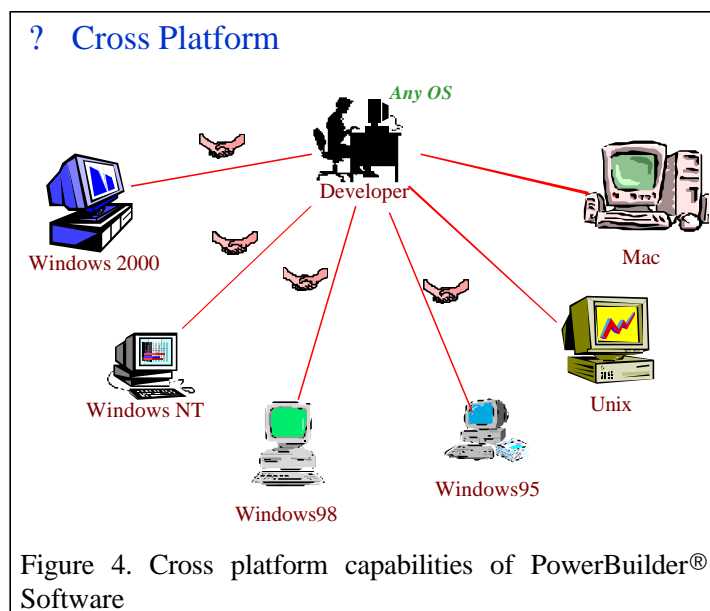 ? Cross Platform
Any OS
Developer
Windows 2000
Mac
Windows NT
Unix
Windows98
Windows95
Figure 4. Cross platform capabilities of PowerBuilder®
Software